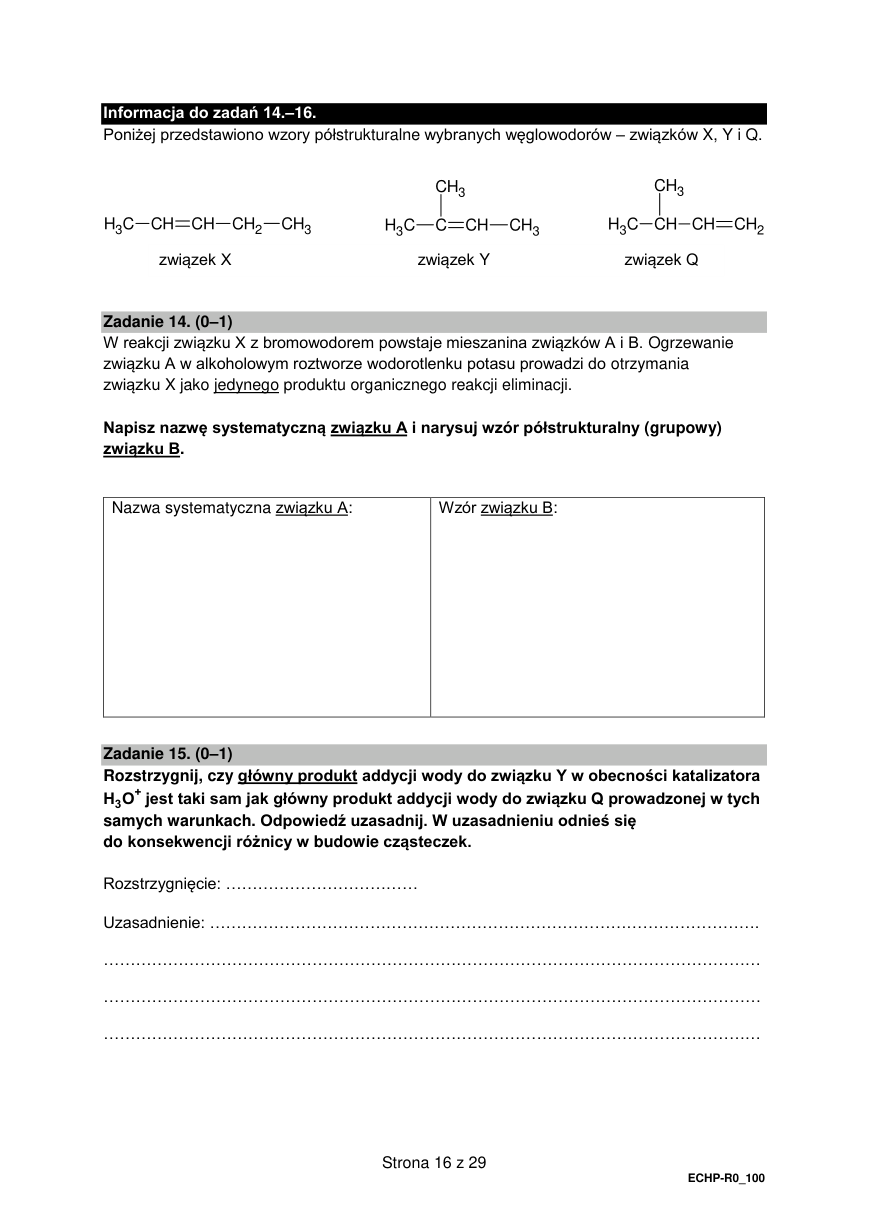 Informacja do zadań 14.–16.
Poniżej przedstawiono wzory półstrukturalne wybranych węglowodorów – związków X, Y i Q.
CH3
CH3
H3C—CH=CH—CH2—CH3
H3C—C=CH—CH3
H3C—CH—CH=CH2
związek X
związek Y
związek Q
Zadanie 14. (0–1)
W reakcji związku X z bromowodorem powstaje mieszanina związków A i B. Ogrzewanie
związku A w alkoholowym roztworze wodorotlenku potasu prowadzi do otrzymania
związku X jako jedynego produktu organicznego reakcji eliminacji.
Napisz nazwę systematyczną związku A i narysuj wzór półstrukturalny (grupowy)
związku B.
Nazwa systematyczna związku A:
Wzór związku B:
Zadanie 15. (0–1)
Rozstrzygnij, czy główny produkt addycji wody do związku Y w obecności katalizatora
H3O+ jest taki sam jak główny produkt addycji wody do związku Q prowadzonej w tych
samych warunkach. Odpowiedź uzasadnij. W uzasadnieniu odnieś się
do konsekwencji różnicy w budowie cząsteczek.
Rozstrzygnięcie: ………………………………
Uzasadnienie: ………………………………………………………………………………………….
……………………………………………………………………………………………………………
……………………………………………………………………………………………………………
……………………………………………………………………………………………………………
Strona 16 z 29
ECHP-R0_100